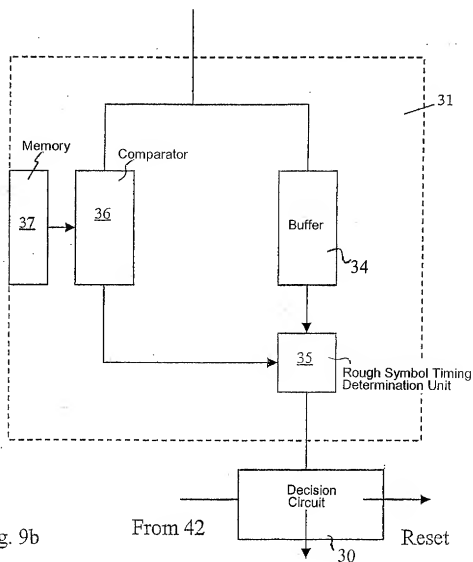 31
Memory
Comparator
37
36
Buffer
34
35
Rough Symbol Timing
Determination Unit
Decision
Circuit
g. 9b
From 42
Reset
30